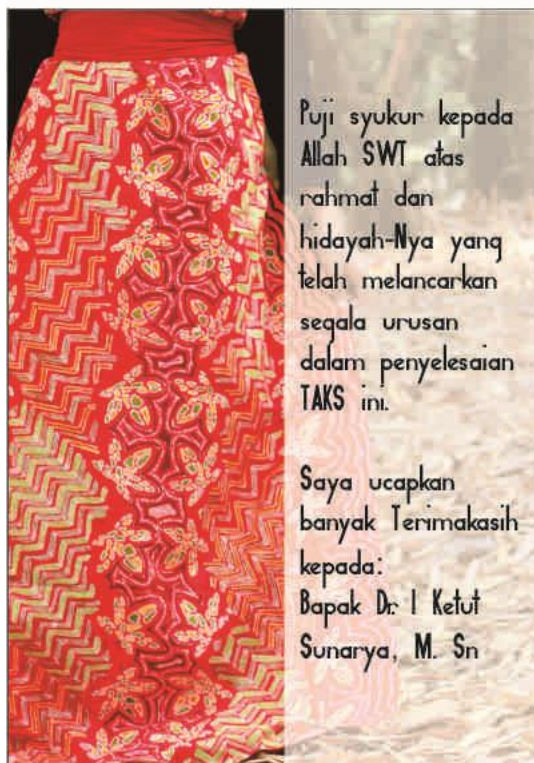 Puji syukur kepada
Allah SWT atas
rahmat dan
hidayah-Nya yang
telah melancarkan
segala urusan
dalam penyelesaian
TAKS ini.
Saya ucapkan
banyak Terimakasih
kepada:
Bapak Dr. I Ketut
Sunarya, M. Sn